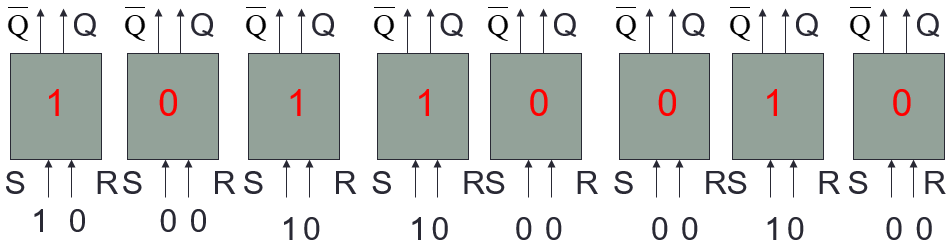 Q̅ Q Q̅ Q Q̅ Q Q̅ Q Q̅ Q Q̅ Q Q̅ Q Q̅ Q
1 0 1 1 0 0 1 0
S R S R S R S R S R S R S R S R
1 0 0 0 1 0 1 0 0 0 0 0 1 0 0 0